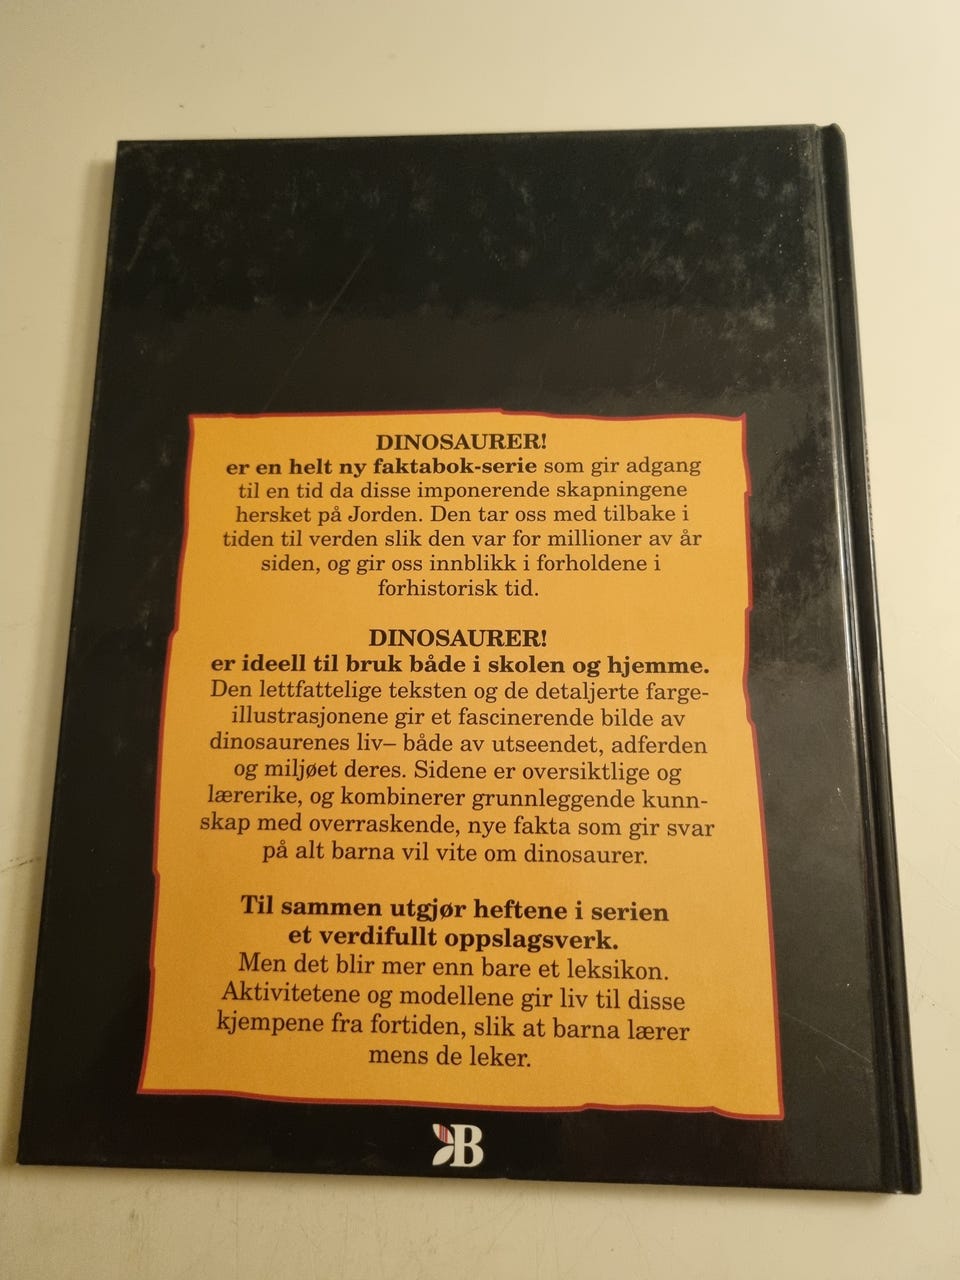 DINOSAURER!
er en helt ny faktabok-serie som gir adgang
til en tid da disse imponerende skapningene
hersket på Jorden. Den tar oss med tilbake i
tiden til verden slik den var for millioner av år
siden, og gir oss innblikk i forholdene i
forhistorisk tid.
DINOSAURER!
er ideell til bruk både i skolen og hjemme.
Den lettfattelige teksten og de detaljerte farge-
illustrasjonene gir et fascinerende bilde av
dinosaurenes liv– både av utseendet, adferden
og miljøet deres. Sidene er oversiktlige og
lærerike, og kombinerer grunnleggende kunn-
skap med overraskende, nye fakta som gir svar
på alt barna vil vite om dinosaurer.
Til sammen utgjør heftene i serien
et verdifullt oppslagsverk.
Men det blir mer enn bare et leksikon.
Aktivitetene og modellene gir liv til disse
kjempene fra fortiden, slik at barna lærer
mens de leker.
B